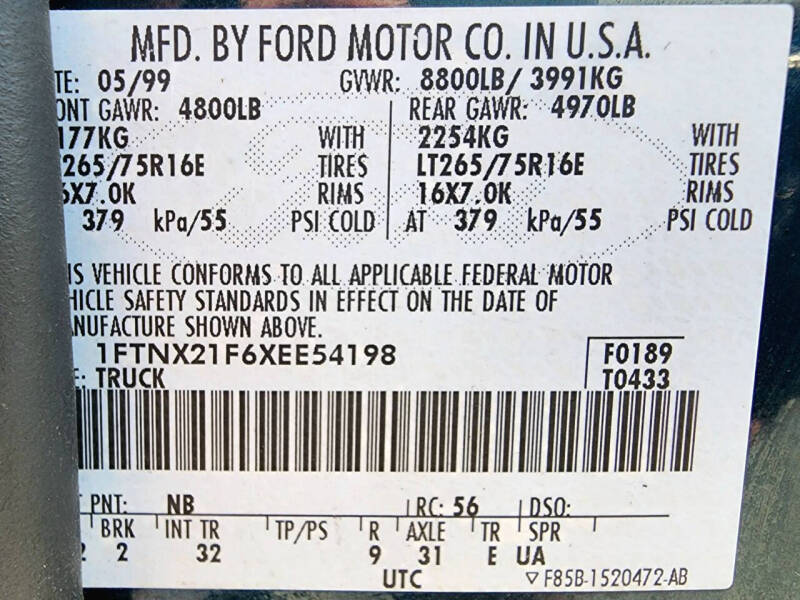 MFD. BY FORD MOTOR CO. IN U.S.A.
TE: 05/99 GVWR: 8800LB/ 3991KG
ONT GAWR: 4800LB REAR GAWR: 4970LB
177KG WITH 2254KG WITH
265/75R16E TIRES LT265/75R16E TIRES
6X7.0K RIMS 16X7.0K RIMS
379 kPa/55 PSI COLD AT 379 kPa/55 PSI COLD
IS VEHICLE CONFORMS TO ALL APPLICABLE FEDERAL MOTOR
HICLE SAFETY STANDARDS IN EFFECT ON THE DATE OF
ANUFACTURE SHOWN ABOVE.
1FTNX21F6XEE54198 F0189
E: TRUCK T0433
PNT: NB RC: 56 DSO:
BRK INT TR TP/PS R AXLE TR SPR
2 2 32 9 31 E UA
UTC ▽F85B-1520472-AB